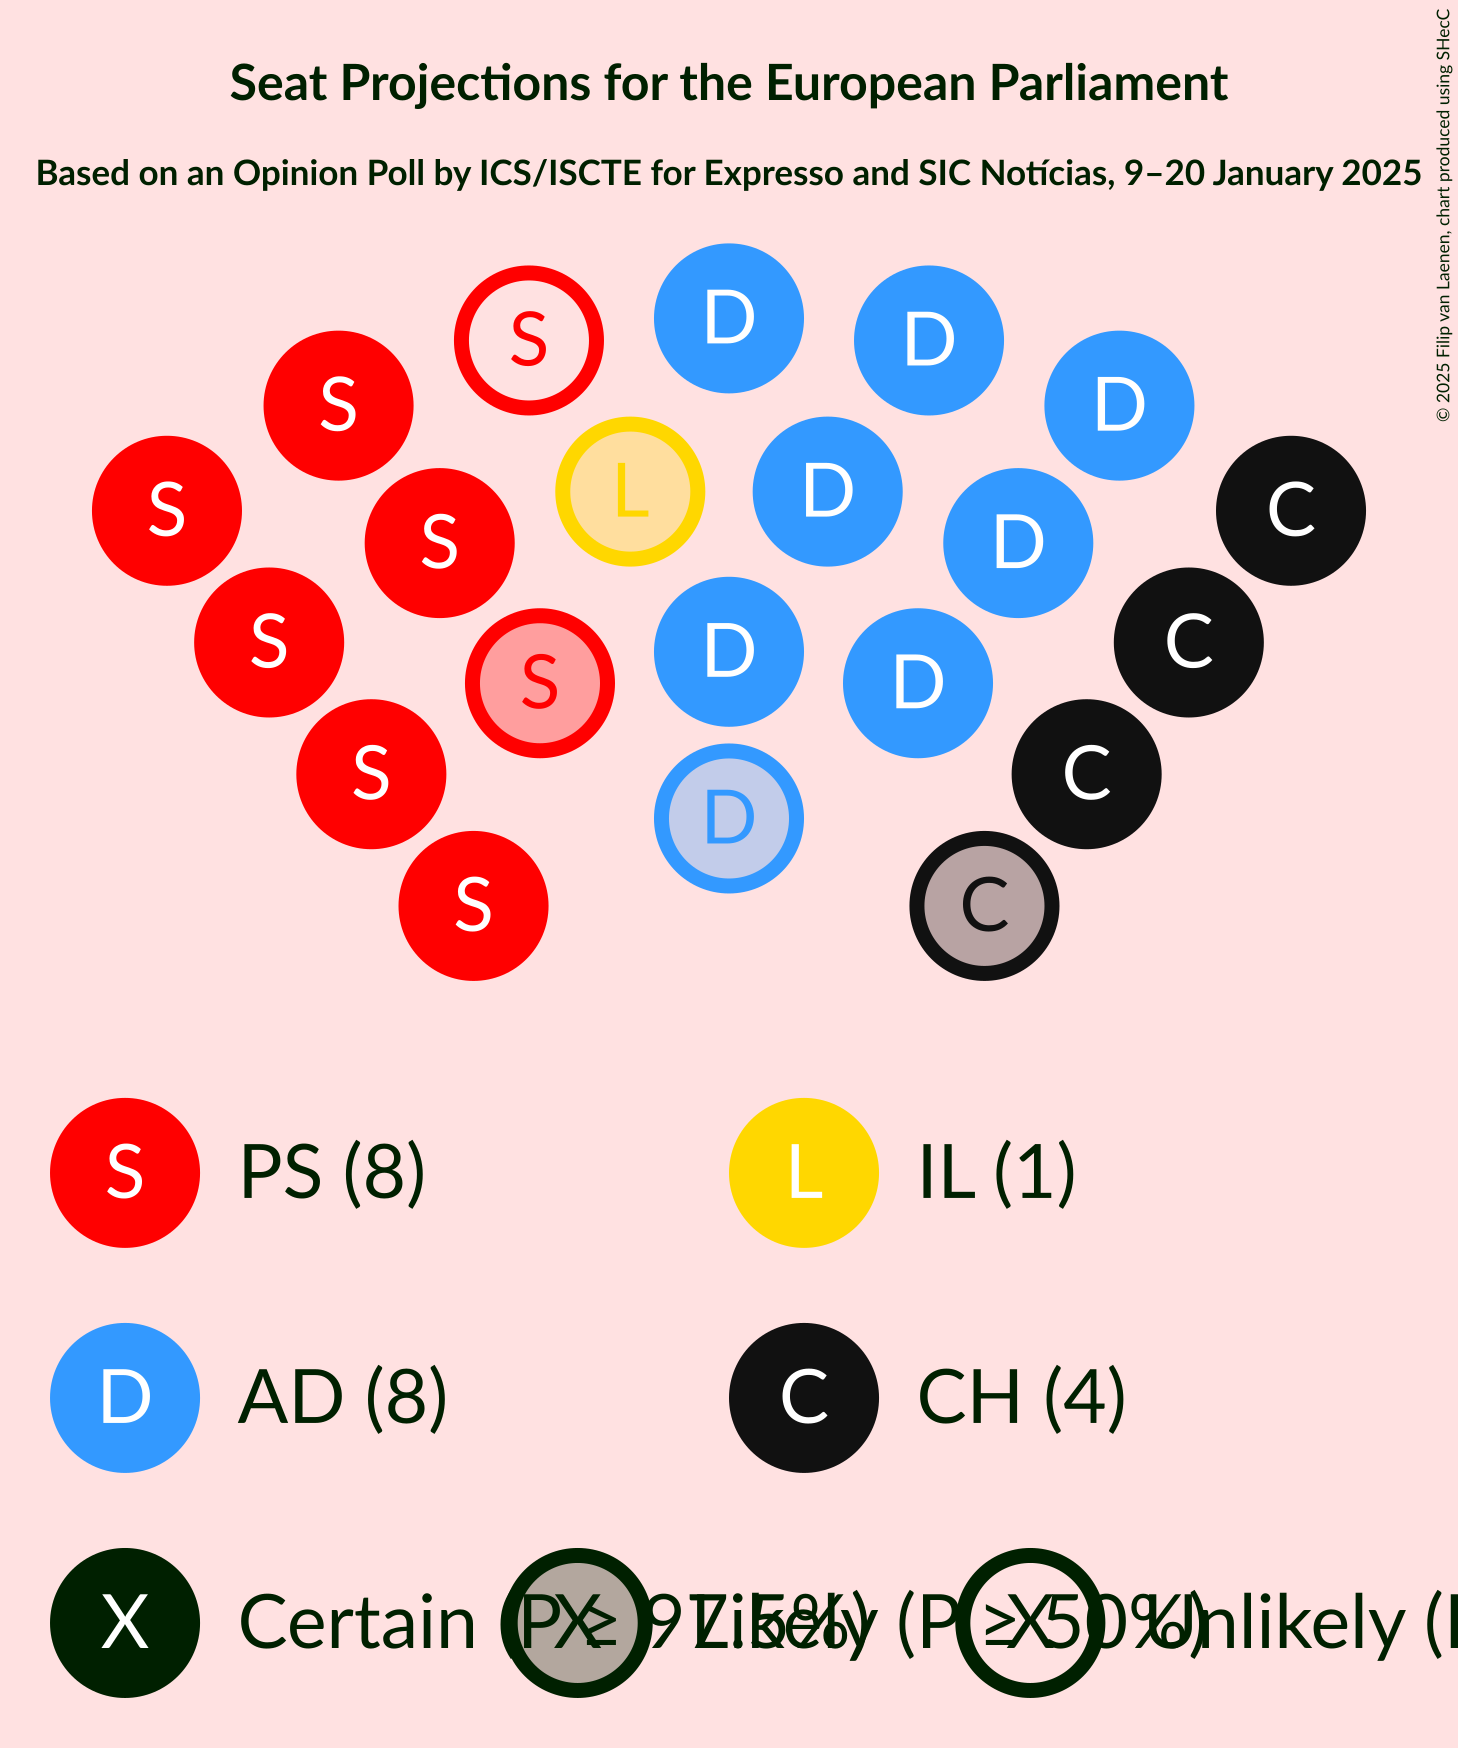 Seat Projections for the European Parliament
Based on an Opinion Poll by ICS/ISCTE for Expresso and SIC Notícias, 9–20 January 2025
© 2025 Filip van Laenen, chart produced using SHecC
S D D
S D
S L D C
S D
S C
S D D
S C
D
S C
S PS (8) L IL (1)
D AD (8) C CH (4)
X Certain (P ≥ 97.5%) X Likely (P ≥ 50%) X Unlikely (